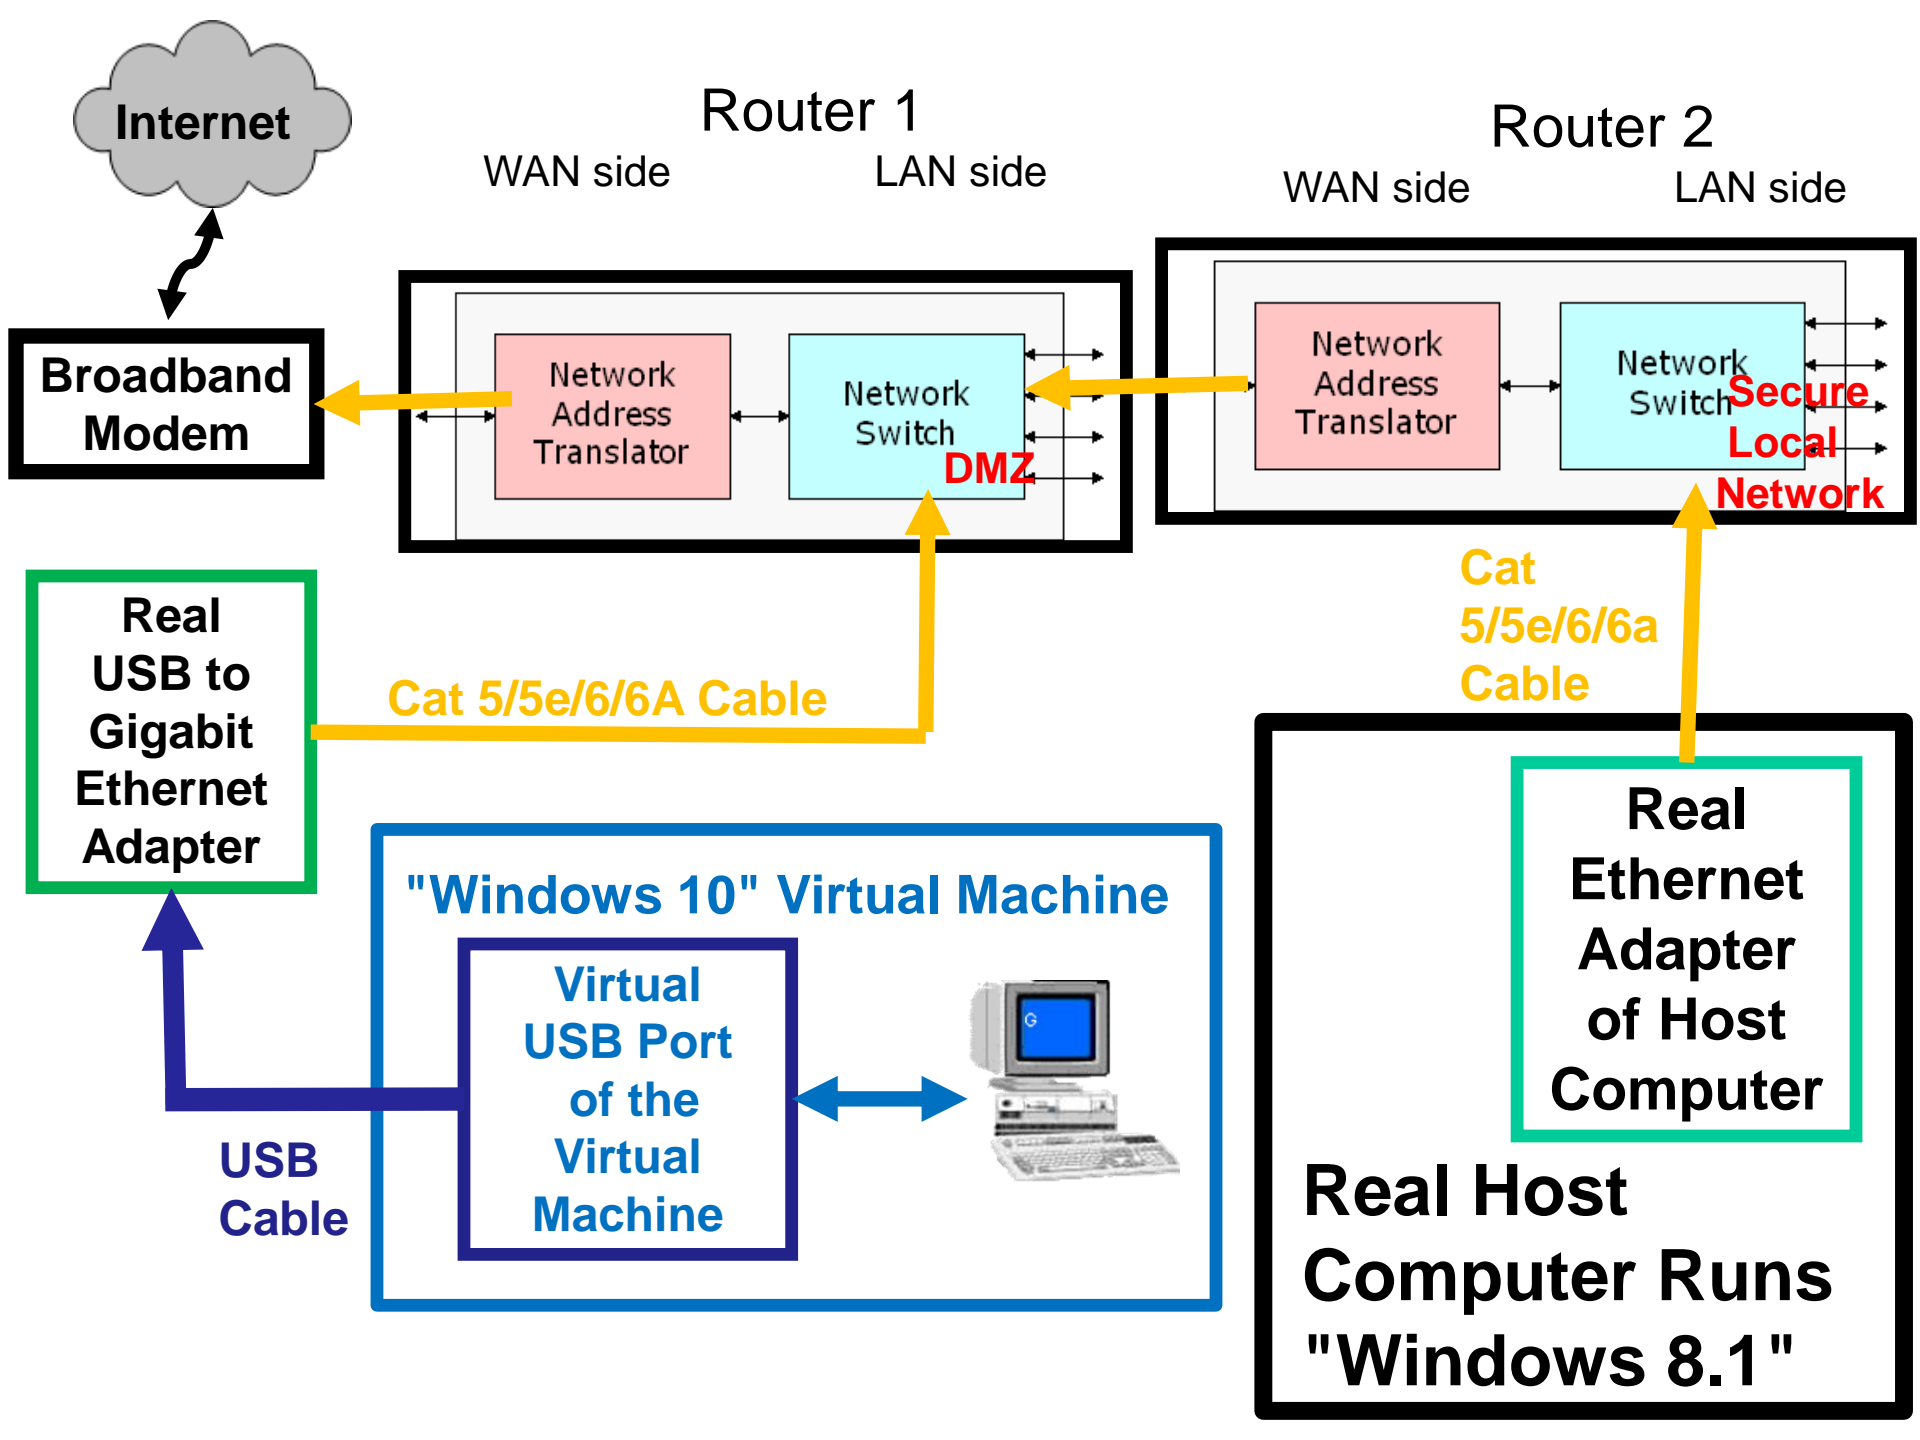 Internet
Router 1
WAN side
LAN side
Router 2
WAN side
LAN side
Broadband
Modem
Network
Address
Translator
Network
Switch
DMZ
Network
Address
Translator
Network
Switch
Secure
Local
Network
Real
USB to
Gigabit
Ethernet
Adapter
Cat 5/5e/6/6A Cable
Cat
5/5e/6/6a
Cable
"Windows 10" Virtual Machine
Virtual
USB Port
of the
Virtual
Machine
G
USB
Cable
Real
Ethernet
Adapter
of Host
Computer
Real Host
Computer Runs
"Windows 8.1"